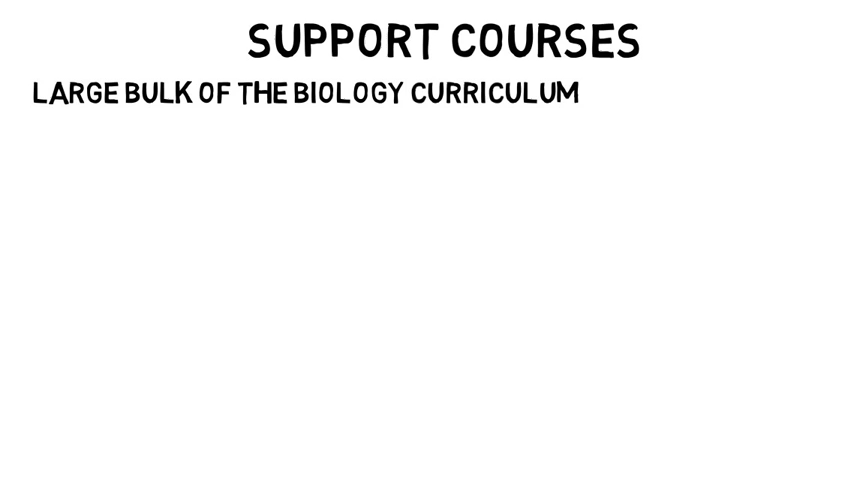 SUPPORT COURSES
LARGE BULK OF THE BIOLOGY CURRICULUM